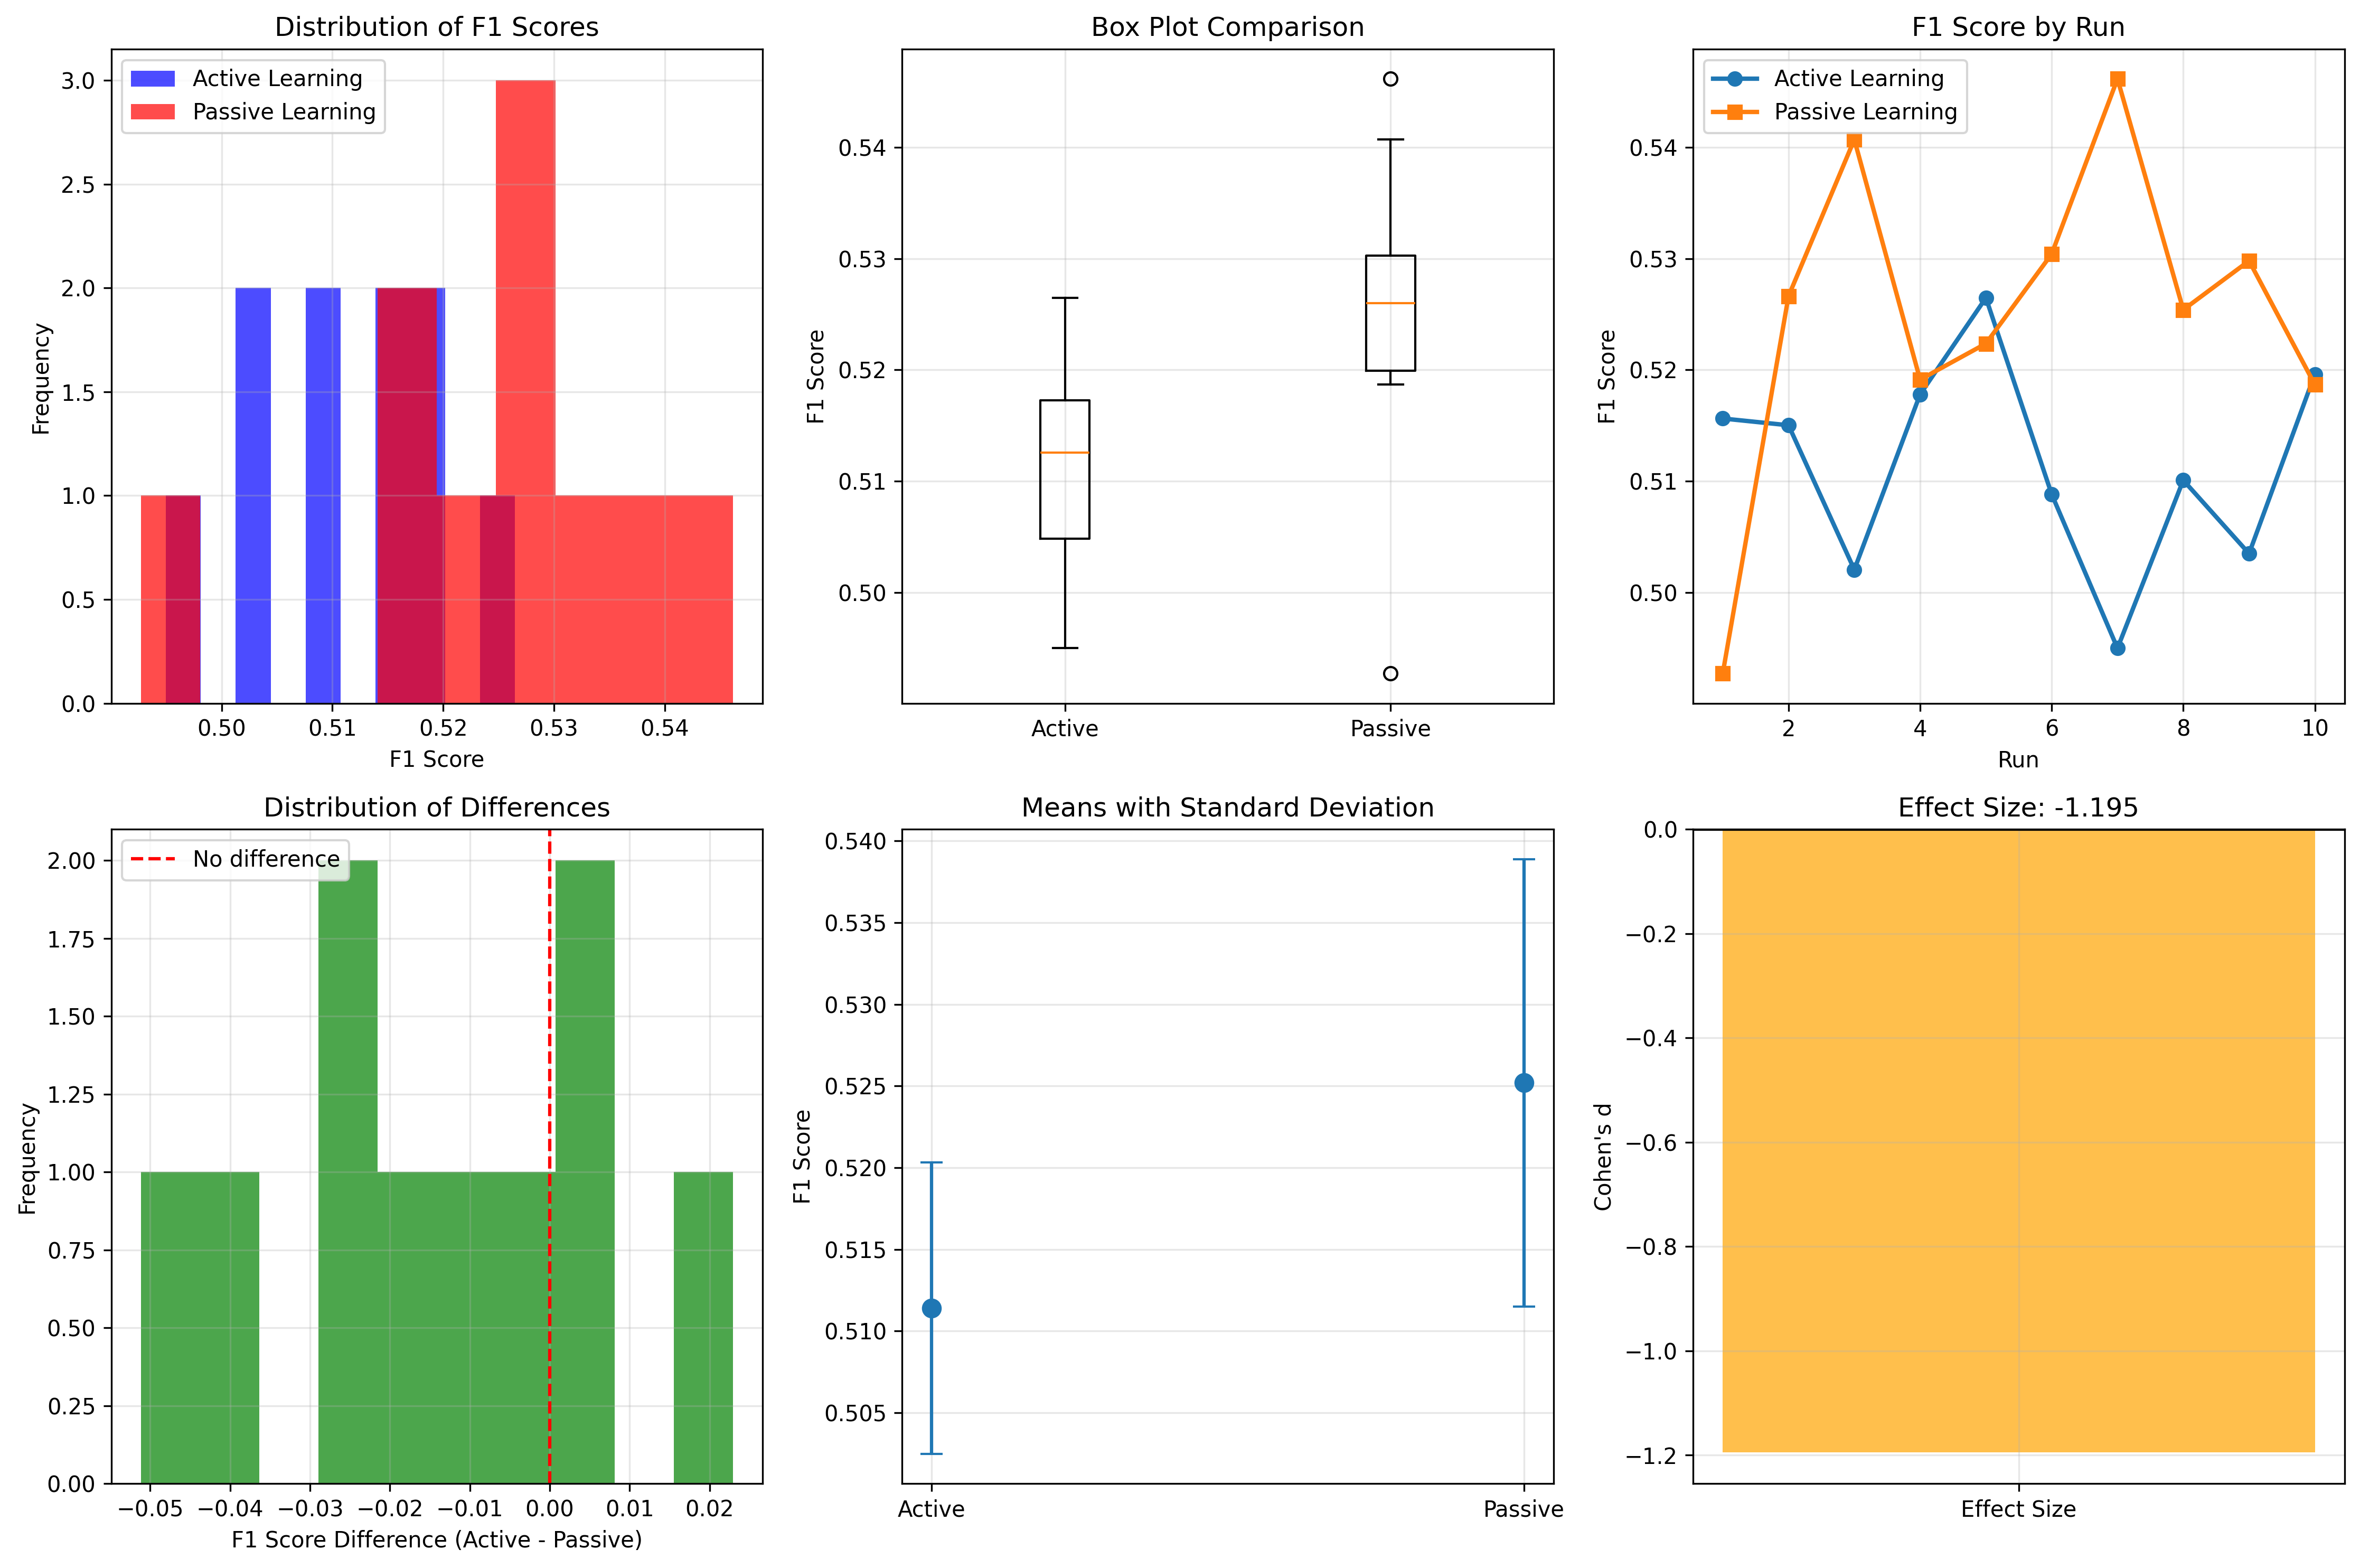 Distribution of F1 Scores
Active Learning
Passive Learning
3.0
2.5
2.0
1.5
1.0
0.5
0.0
Frequency
0.50 0.51 0.52 0.53 0.54
F1 Score
Box Plot Comparison
0.54
0.53
0.52
0.51
0.50
F1 Score
Active Passive
F1 Score by Run
Active Learning
Passive Learning
0.54
0.53
0.52
0.51
0.50
F1 Score
2 4 6 8 10
Run
Distribution of Differences
No difference
2.00
1.75
1.50
1.25
1.00
0.75
0.50
0.25
0.00
Frequency
−0.05 −0.04 −0.03 −0.02 −0.01 0.00 0.01 0.02
F1 Score Difference (Active - Passive)
Means with Standard Deviation
0.540
0.535
0.530
0.525
0.520
0.515
0.510
0.505
F1 Score
Active Passive
Effect Size: -1.195
0.0
−0.2
−0.4
−0.6
−0.8
−1.0
−1.2
Cohen's d
Effect Size